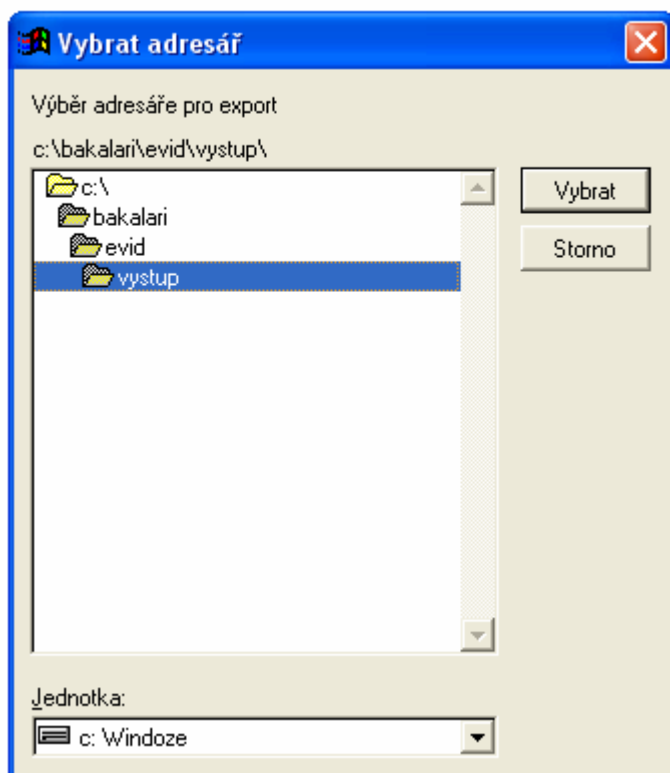 Vybrat adresář
Výběr adresáře pro export
c:\bakalari\evid\vystup\
c:\
bakalari
evid
vystup
Vybrat
Storno
Jednotka:
c: Windoze